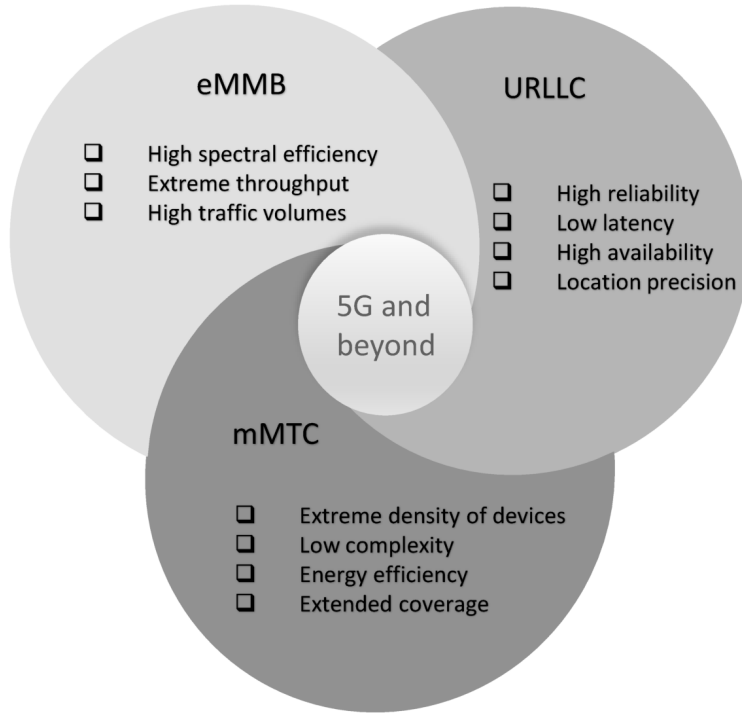 eMMB
❑ High spectral efficiency
❑ Extreme throughput
❑ High traffic volumes
URLLC
❑ High reliability
❑ Low latency
❑ High availability
❑ Location precision
5G and
beyond
mMTC
❑ Extreme density of devices
❑ Low complexity
❑ Energy efficiency
❑ Extended coverage